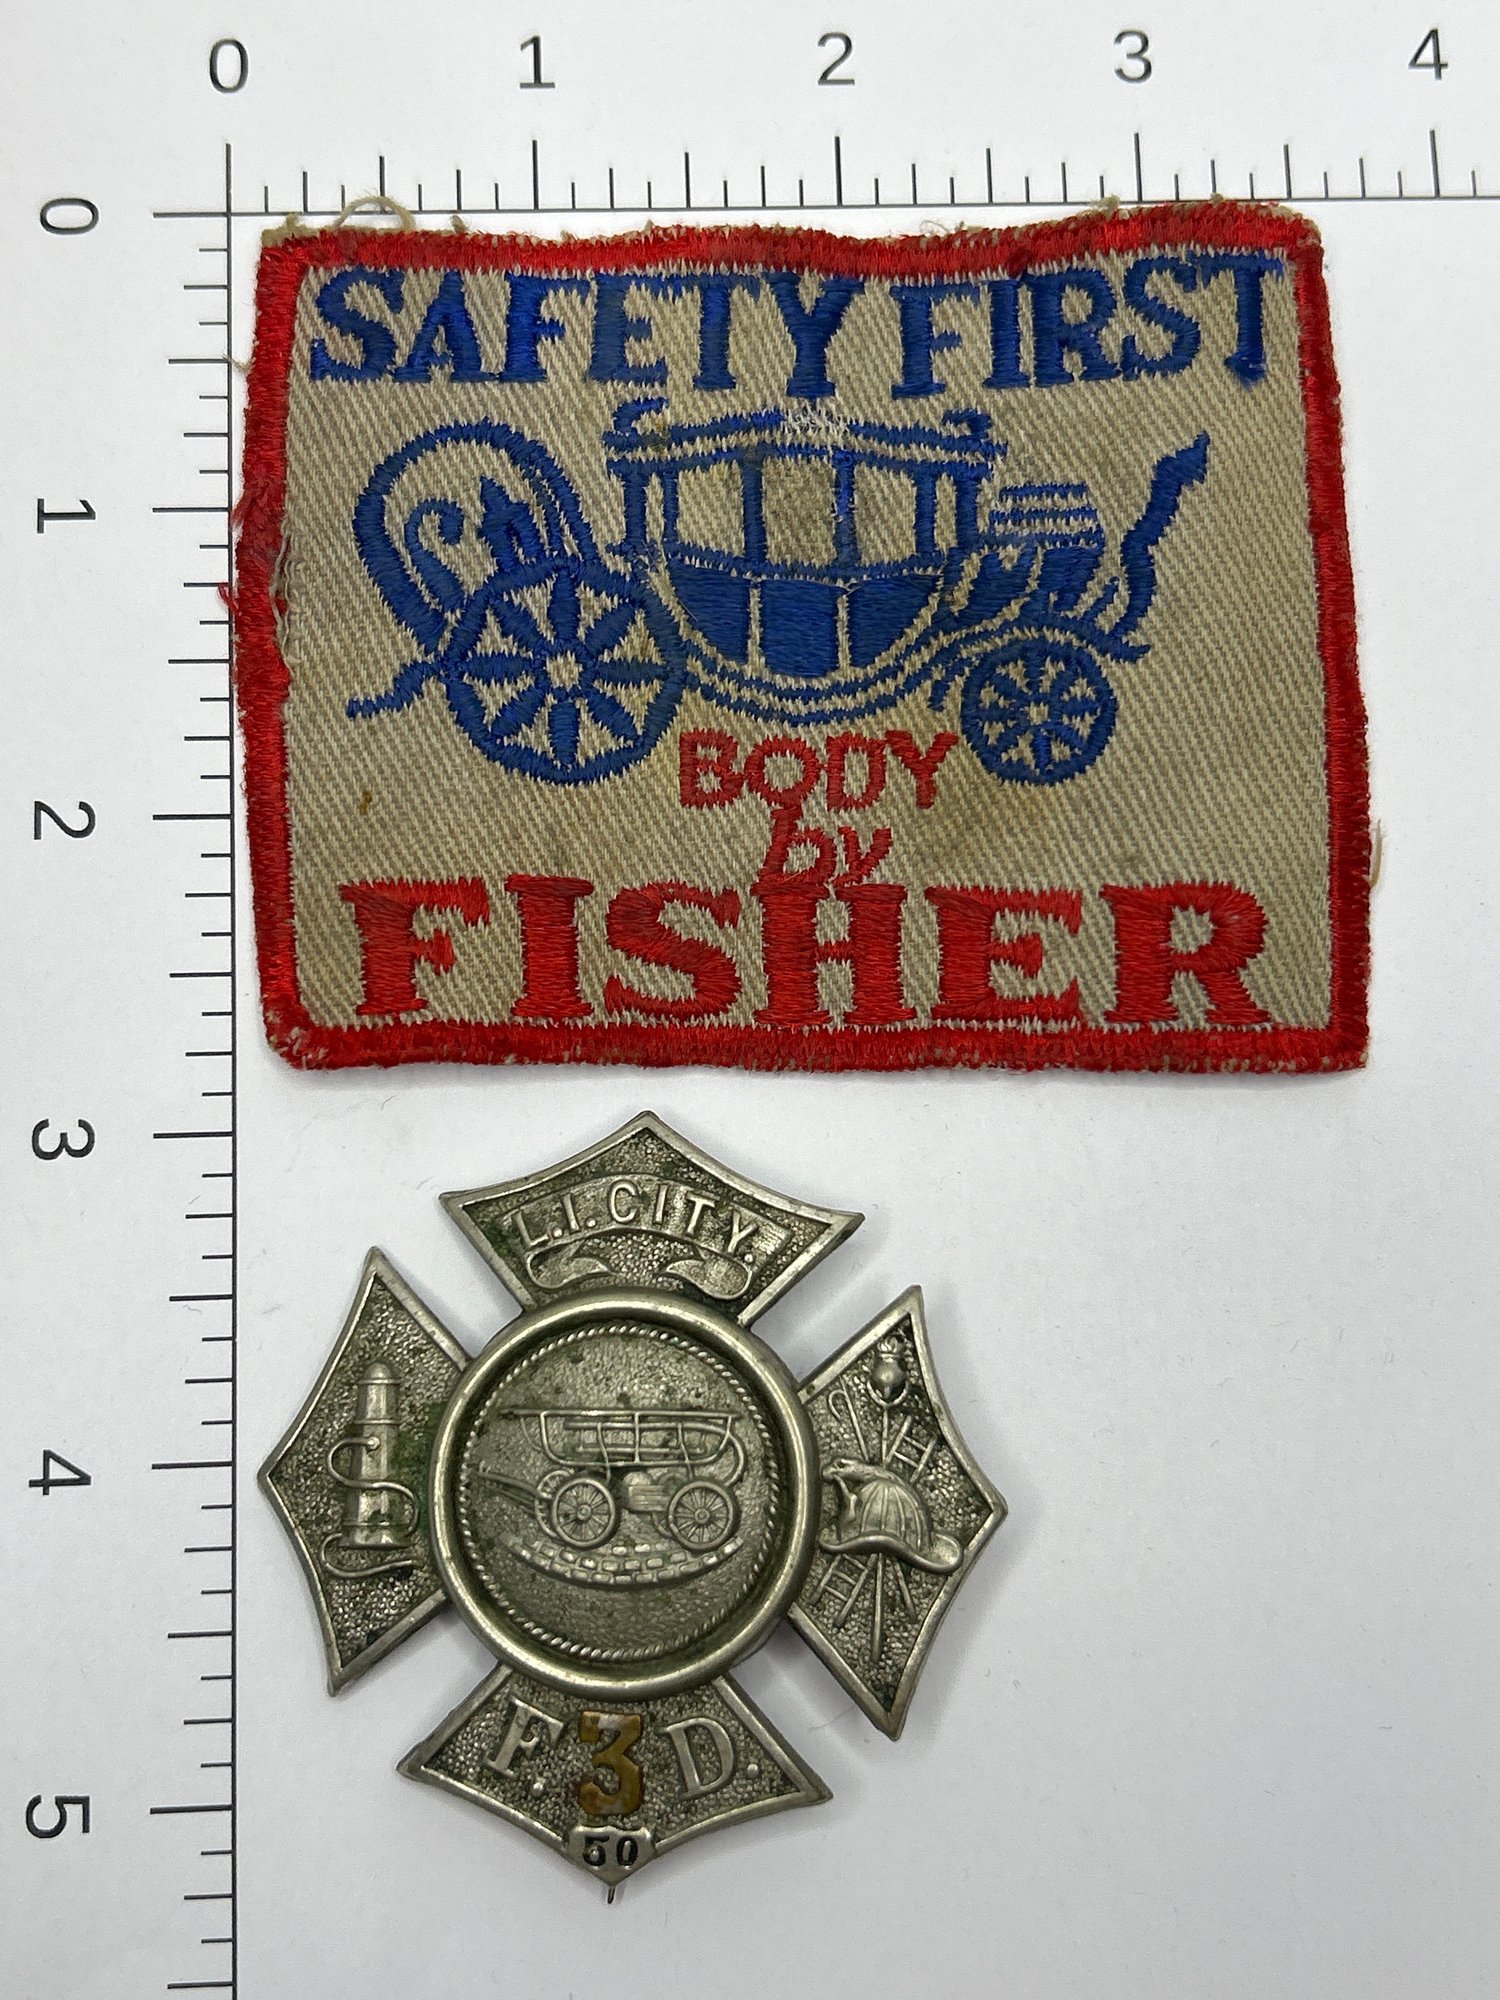 0 1 2 3 4
0
1
2
3
4
5
SAFETY FIRST
BODY
by
FISHER
L.I. CITY.
F. 3 D.
50